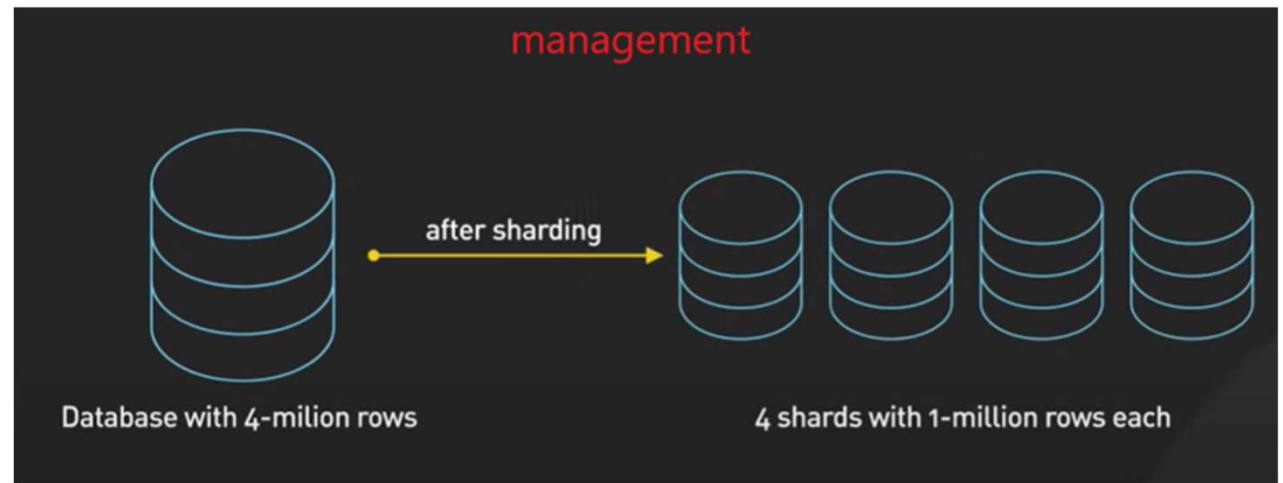 management
after sharding
Database with 4-milion rows
4 shards with 1-million rows each